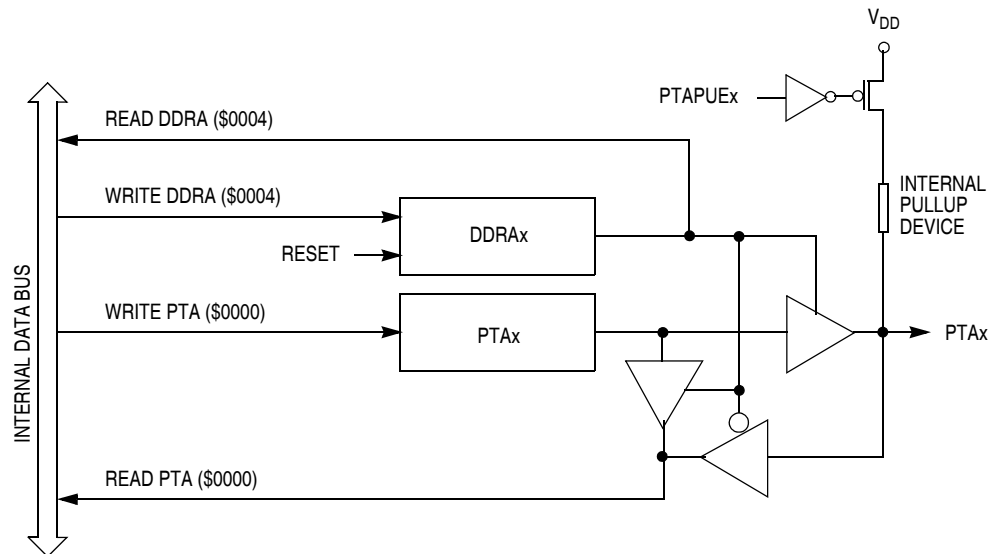 VDD
PTAPUEx
READ DDRA ($0004)
WRITE DDRA ($0004)
INTERNAL
PULLUP
DEVICE
DDRAx
RESET
INTERNAL DATA BUS
WRITE PTA ($0000)
PTAx
PTAx
READ PTA ($0000)